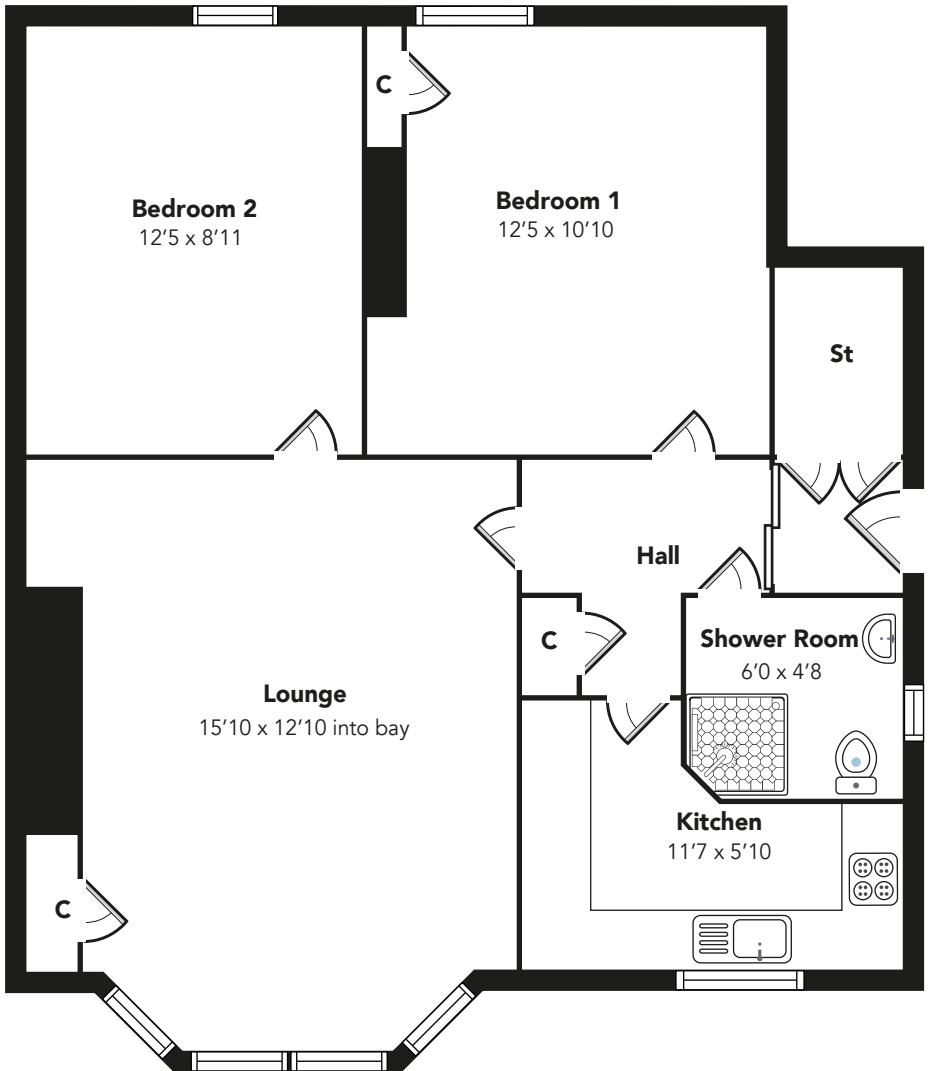 C
Bedroom 2
12’5 x 8’11
Bedroom 1
12’5 x 10’10
St
Hall
C
Shower Room
6’0 x 4’8
Lounge
15’10 x 12’10 into bay
Kitchen
11’7 x 5’10
C